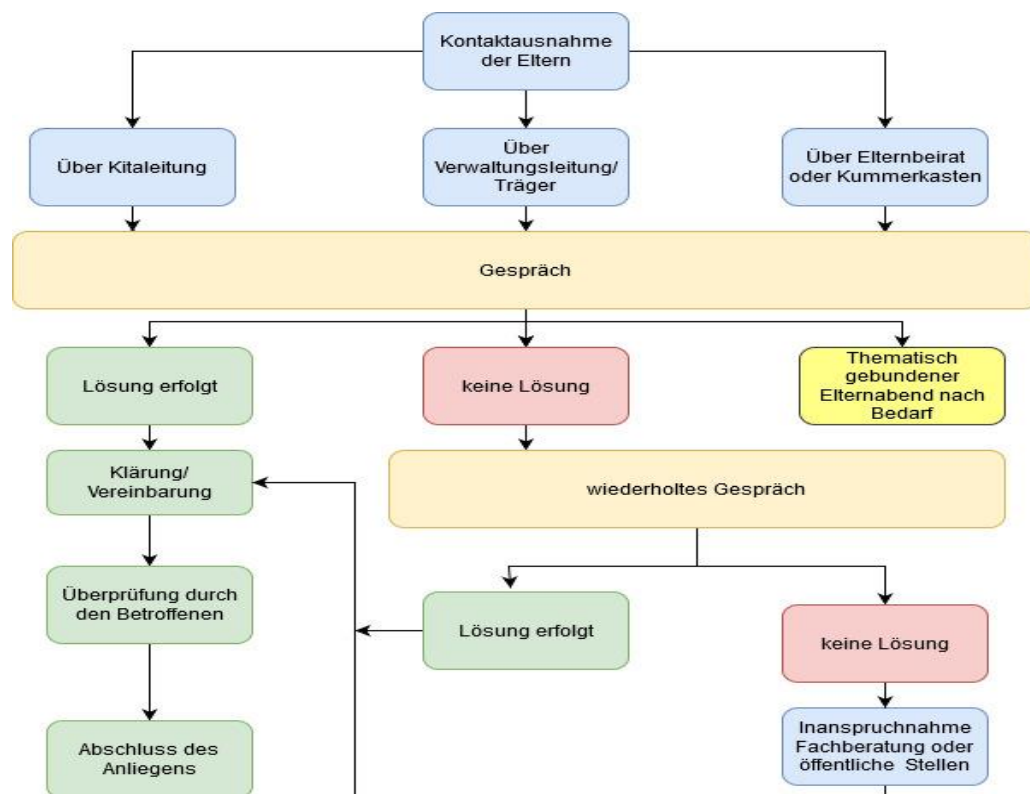 Kontaktausnahme
der Eltern
Über Kitaleitung
Über
Verwaltungsleitung/
Träger
Über Elternbeirat
oder Kummerkasten
Gespräch
Lösung erfolgt
keine Lösung
Thematisch
gebundener
Elternabend nach
Bedarf
Klärung/
Vereinbarung
wiederholtes Gespräch
Überprüfung durch
den Betroffenen
Lösung erfolgt
keine Lösung
Abschluss des
Anliegens
Inanspruchnahme
Fachberatung oder
öffentliche Stellen